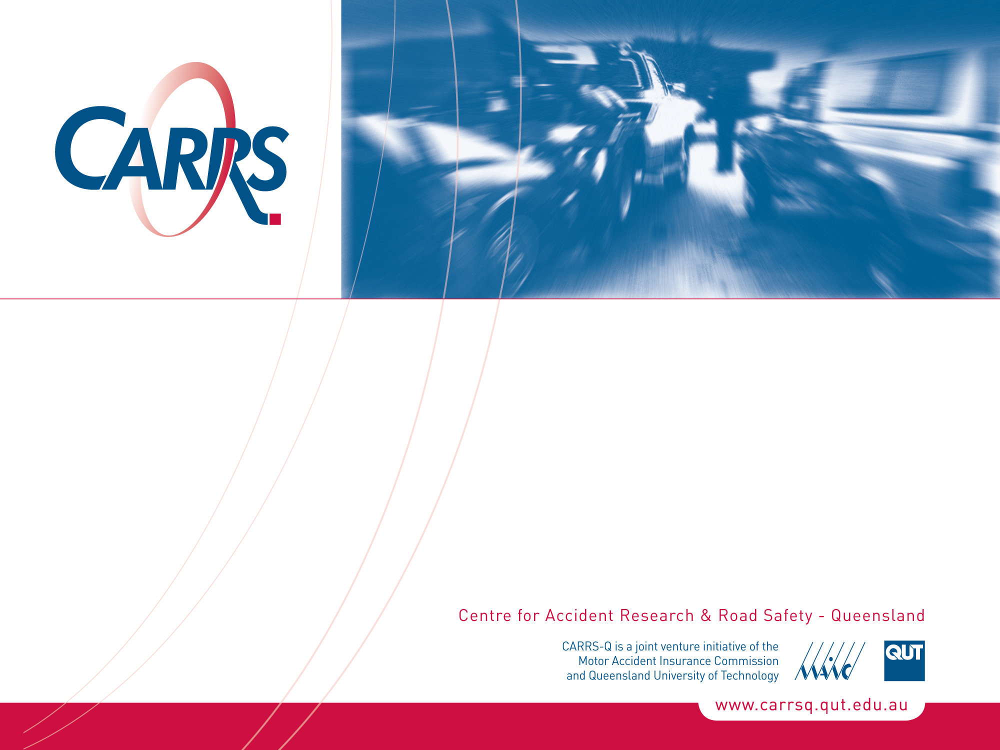 CARRS
Centre for Accident Research & Road Safety - Queensland
CARRS-Q is a joint venture initiative of the
Motor Accident Insurance Commission
and Queensland University of Technology
MAIC
QUT
www.carrsq.qut.edu.au